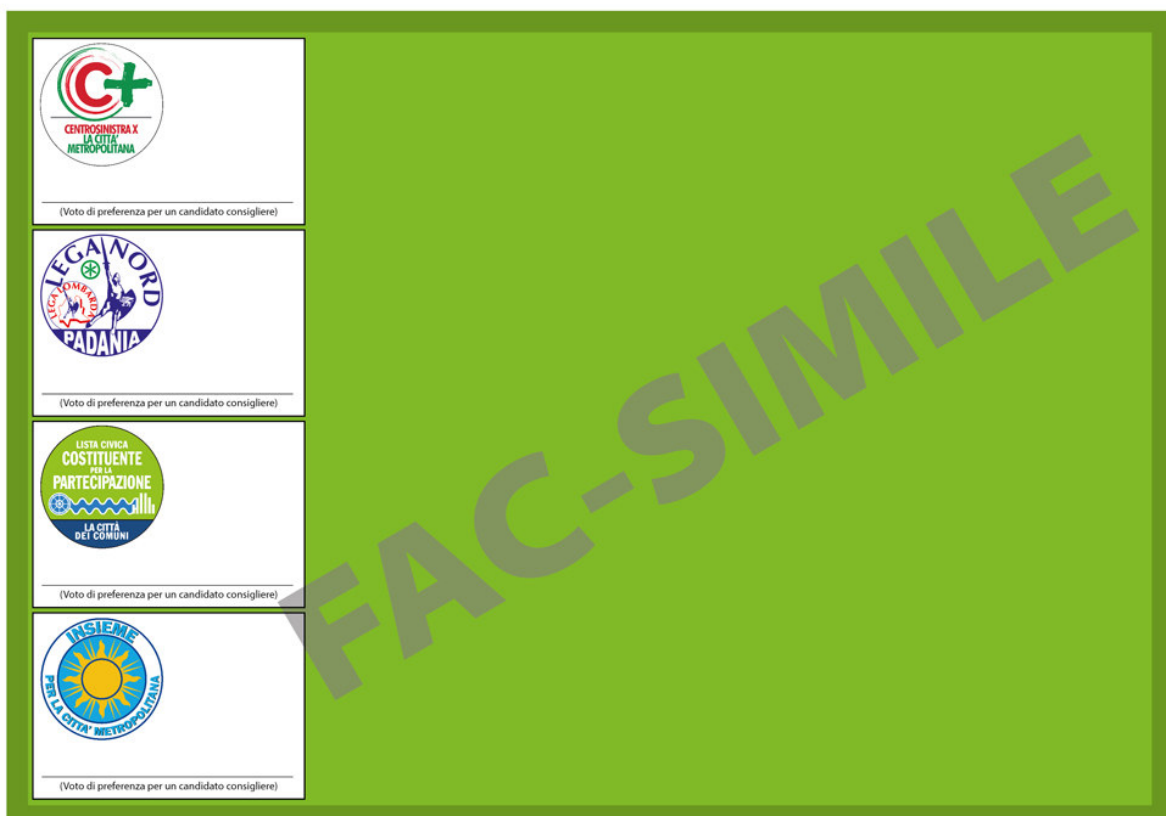 C+
CENTROSINISTRA X
LA CITTA'
METROPOLITANA
(Voto di preferenza per un candidato consigliere)
LEGA NORD
LEGA LOMBARDA
PADANIA
(Voto di preferenza per un candidato consigliere)
LISTA CIVICA
COSTITUENTE
PER LA
PARTECIPAZIONE
LA CITTÀ
DEI COMUNI
(Voto di preferenza per un candidato consigliere)
INSIEME
PER LA CITTA' METROPOLITANA
(Voto di preferenza per un candidato consigliere)
FAC-SIMILE